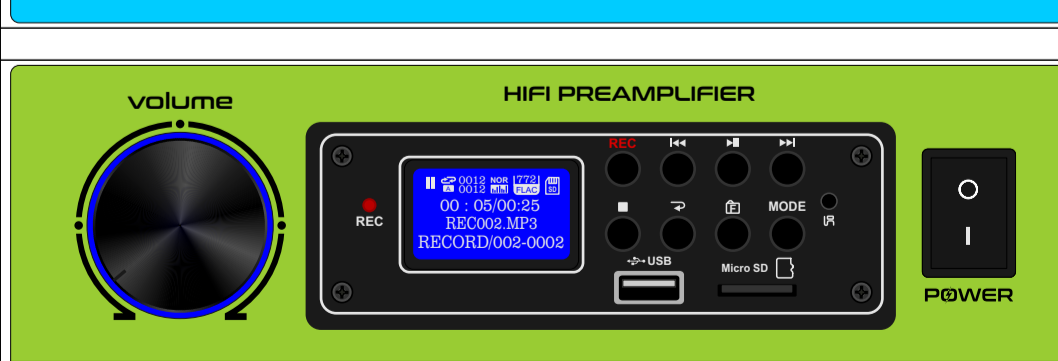 volume
HIFI PREAMPLIFIER
REC
REC
MODE
0012 NOR [772]
A 0012 FLAC SD
00 : 05/00:25
REC002.MP3
RECORD/002-0002
F
IR
USB
Micro SD
POWER